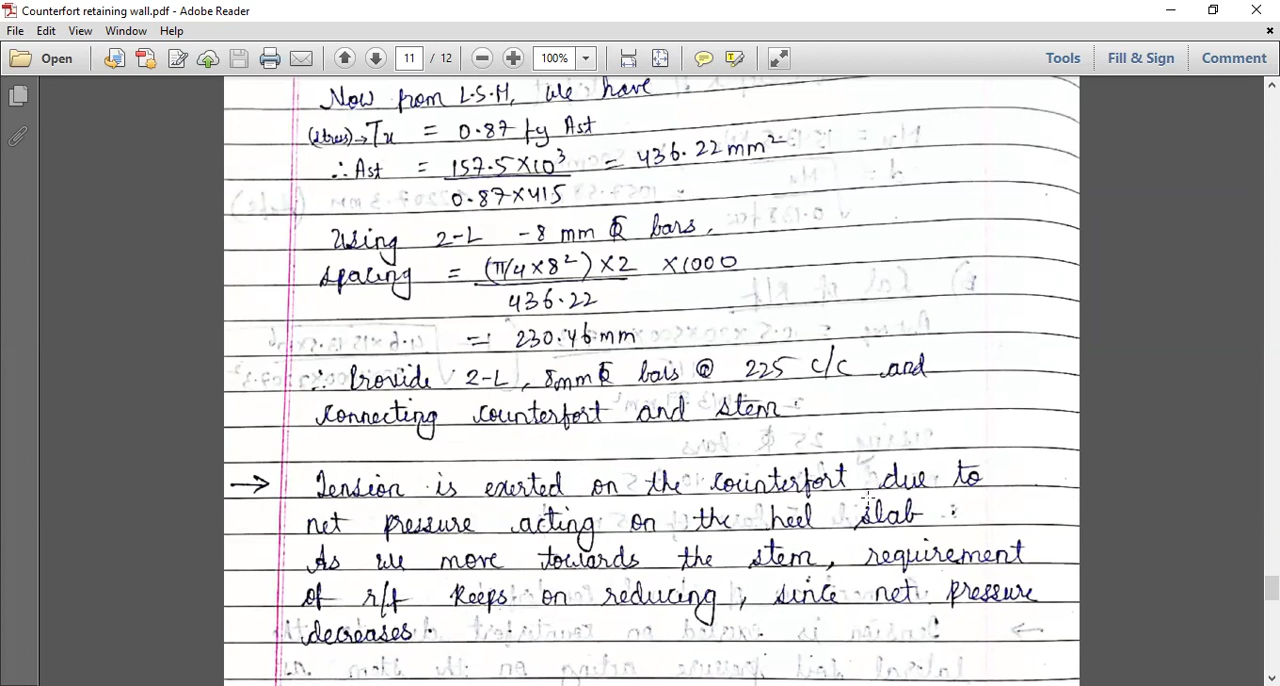 Counterfort retaining wall.pdf - Adobe Reader
File Edit View Window Help
Open 11 / 12 100% Tools Fill & Sign Comment
Now from L.S.M, we have
(stress)→Tu = 0.87 fy Ast
∴ Ast = 157.5×10³ / 0.87×415 = 436.22 mm²
Using 2-L -8 mm ɸ bars,
spacing = (π/4×8²)×2 / 436.22 ×1000
= 230.46 mm
∴ Provide 2-L, 8mm ɸ bars @ 225 c/c and
connecting counterfort and stem.
→ Tension is exerted on the counterfort due to
net pressure acting on the heel slab :
As we move towards the stem, requirement
of r/f keeps on reducing, since net pressure
decreases.